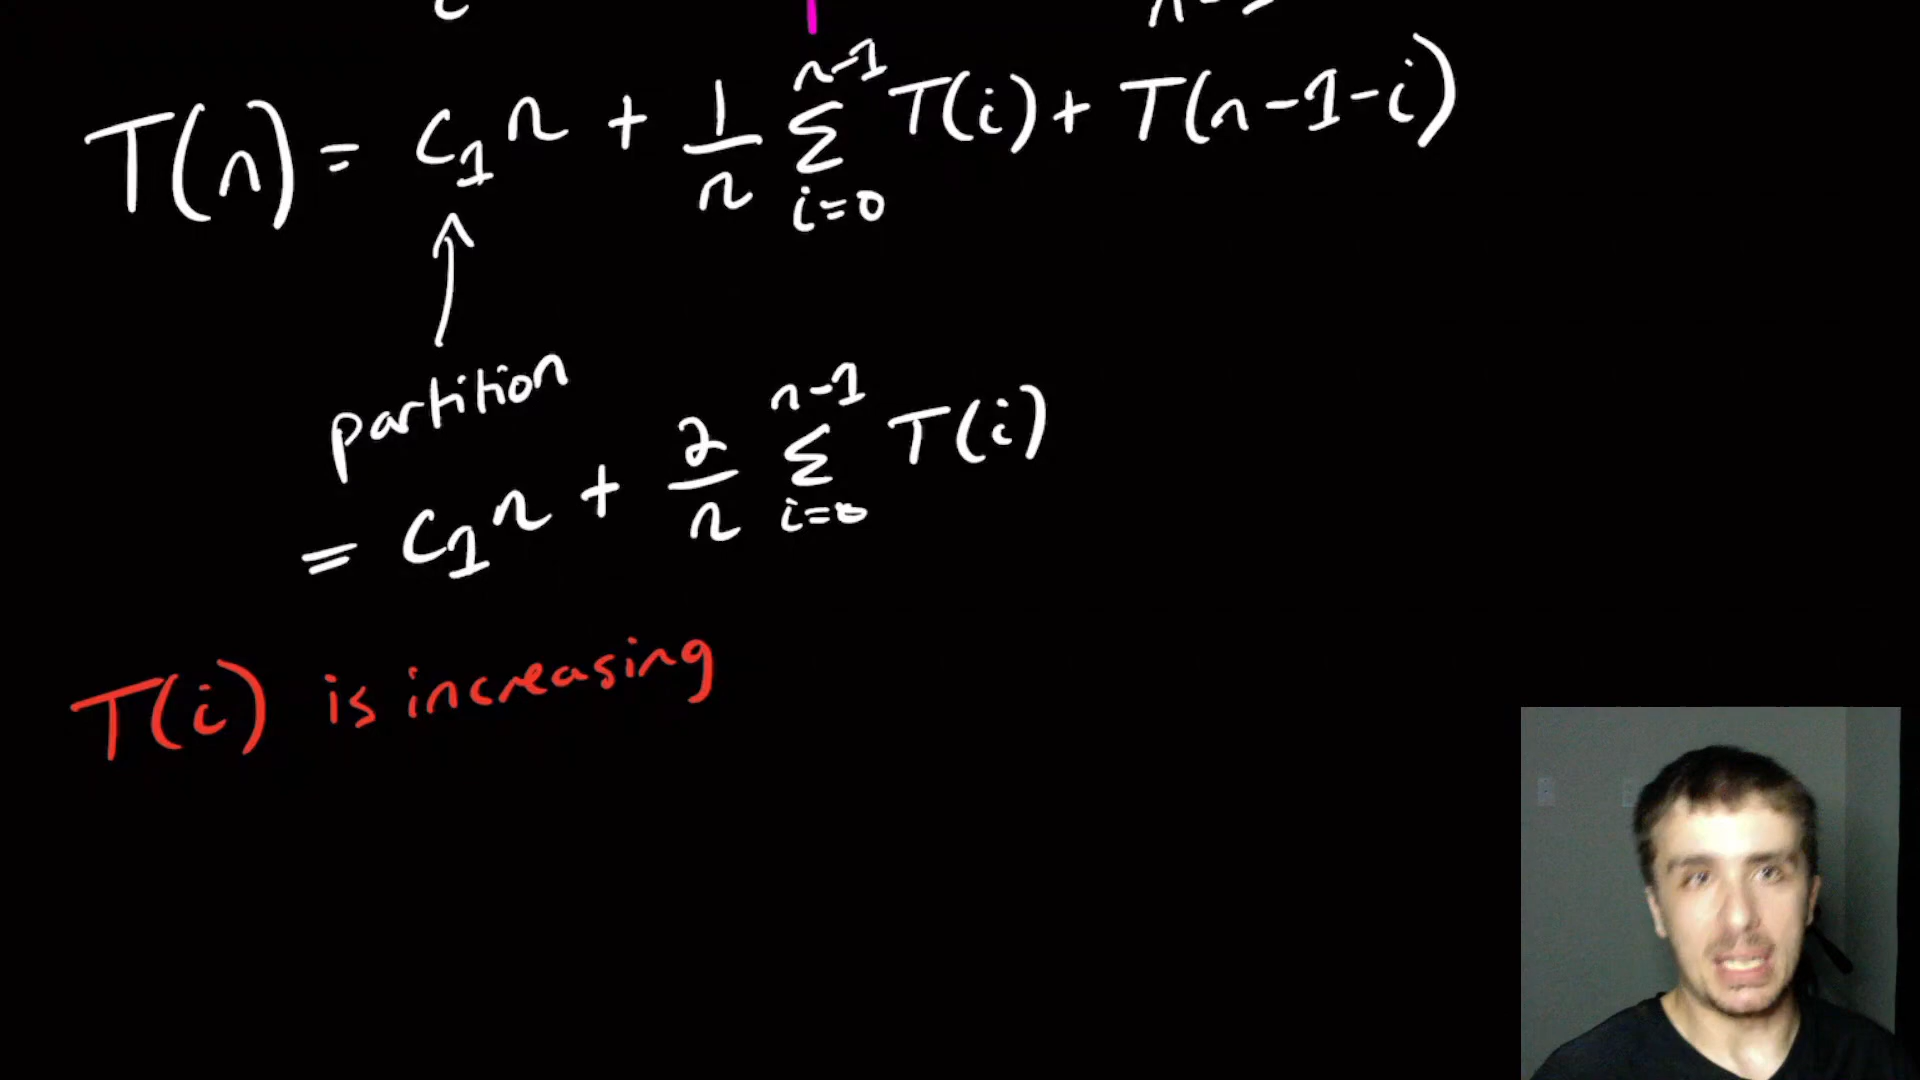 T(n) = c₁n + 1/n Σ_{i=0}^{n-1} T(i) + T(n-1-i)
partition
= c₁n + 2/n Σ_{i=0}^{n-1} T(i)
T(i) is increasing